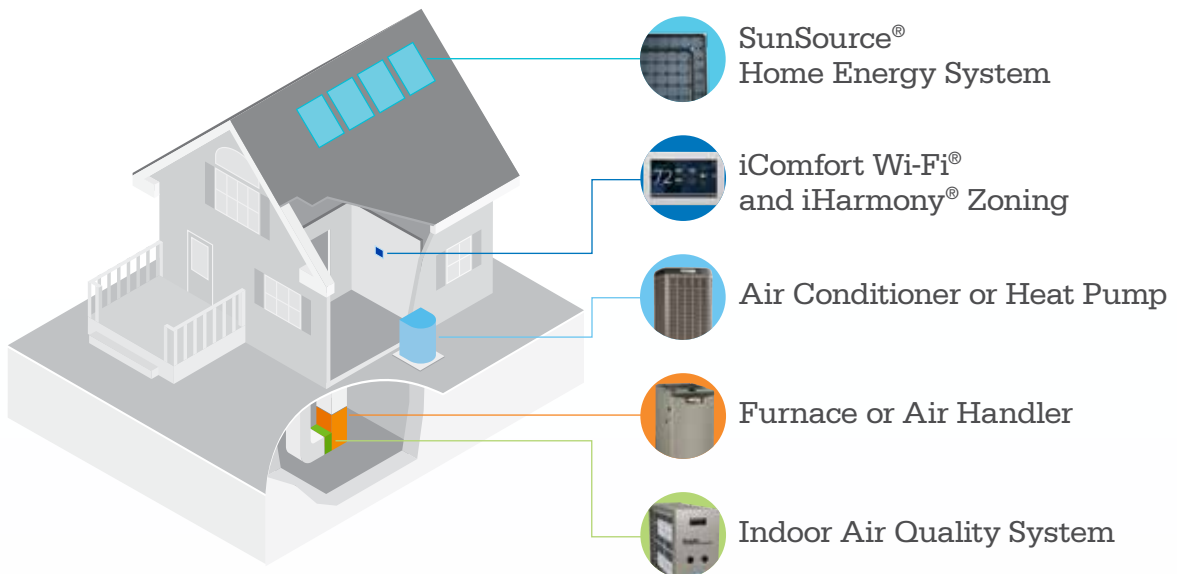 SunSource®
Home Energy System
iComfort Wi-Fi®
and iHarmony® Zoning
72
Air Conditioner or Heat Pump
Furnace or Air Handler
Indoor Air Quality System